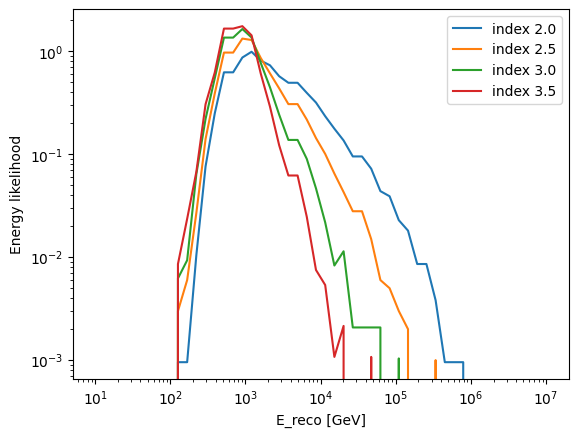 index 2.0
index 2.5
index 3.0
index 3.5
Energy likelihood
10^0
10^-1
10^-2
10^-3
10^1 10^2 10^3 10^4 10^5 10^6 10^7
E_reco [GeV]